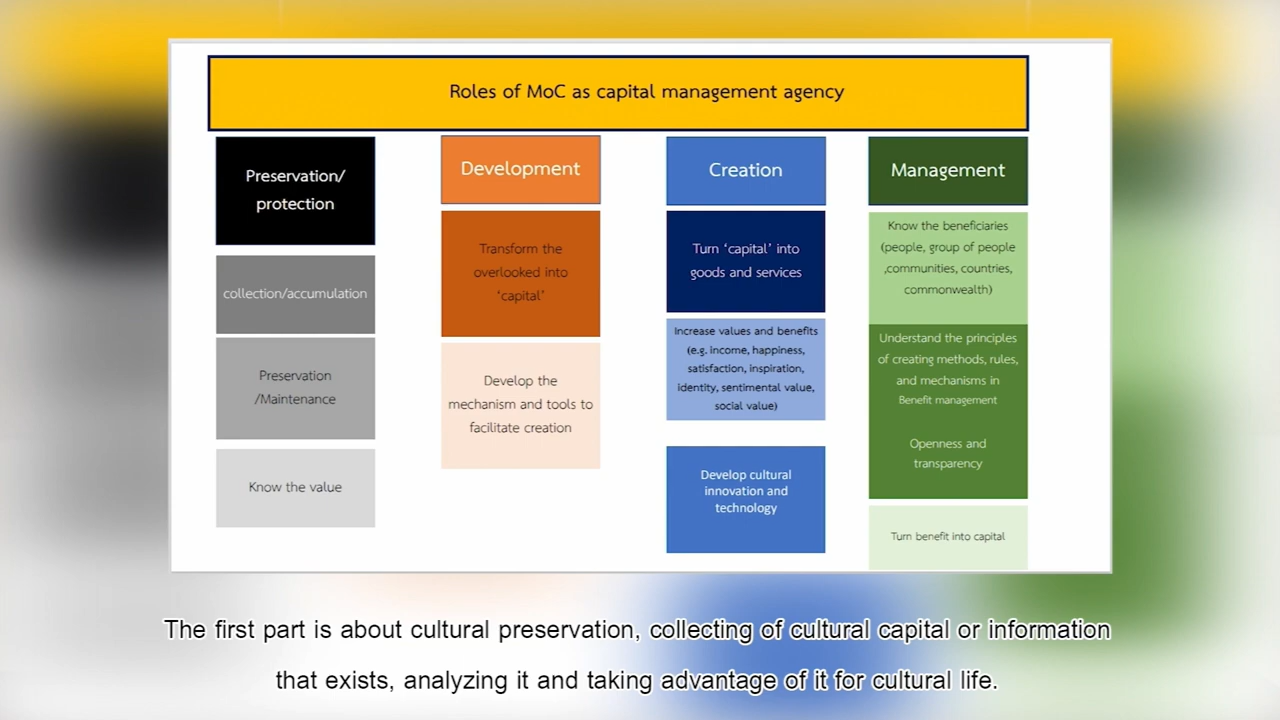 Roles of MoC as capital management agency
Preservation/
protection
collection/accumulation
Preservation
/Maintenance
Know the value
Development
Transform the
overlooked into
‘capital’
Develop the
mechanism and tools to
facilitate creation
Creation
Turn ‘capital’ into
goods and services
Increase values and benefits
(e.g. income, happiness,
satisfaction, inspiration,
identity, sentimental value,
social value)
Develop cultural
innovation and
technology
Management
Know the beneficiaries
(people, group of people
,communities, countries,
commonwealth)
Understand the principles
of creating methods, rules,
and mechanisms in
Benefit management
Openness and
transparency
Turn benefit into capital
The first part is about cultural preservation, collecting of cultural capital or information
that exists, analyzing it and taking advantage of it for cultural life.